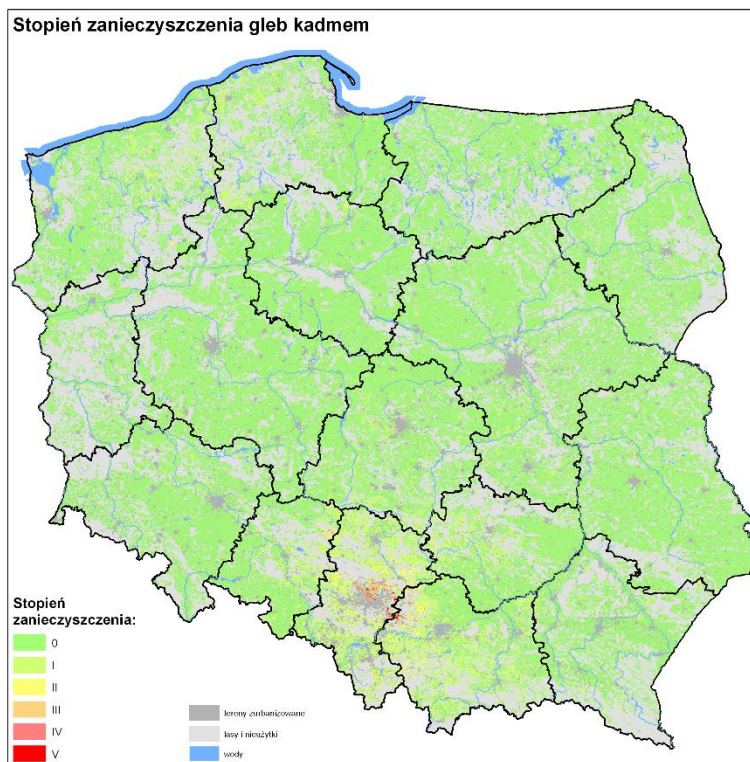 Stopień zanieczyszczenia gleb kadmem
Stopień
zanieczyszczenia:
0
I
II
III
IV
V
tereny zurbanizowane
lasy i nieużytki
wody